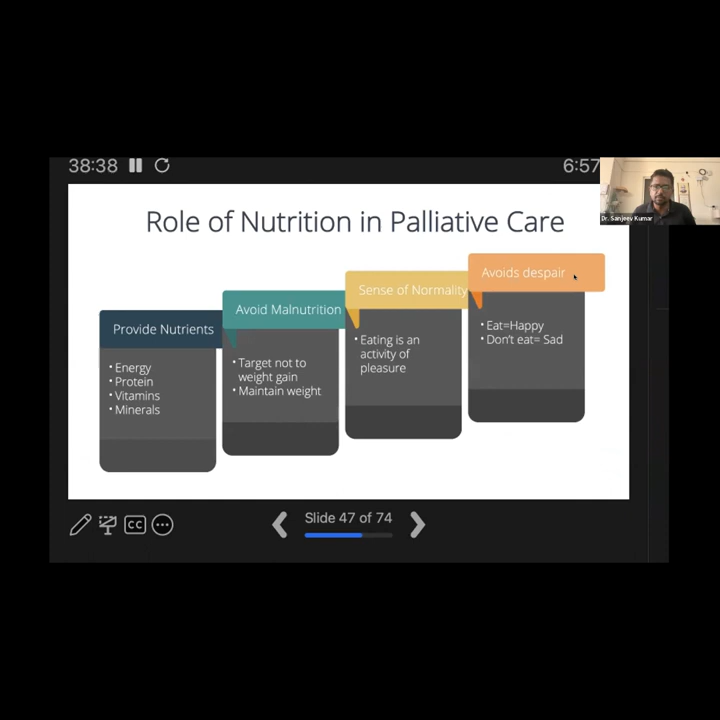 38:38
6:57
Dr. Sanjeev Kumar
Role of Nutrition in Palliative Care
Provide Nutrients
• Energy
• Protein
• Vitamins
• Minerals
Avoid Malnutrition
• Target not to
weight gain
• Maintain weight
Sense of Normality
• Eating is an
activity of
pleasure
Avoids despair
• Eat=Happy
• Don't eat= Sad
CC
Slide 47 of 74